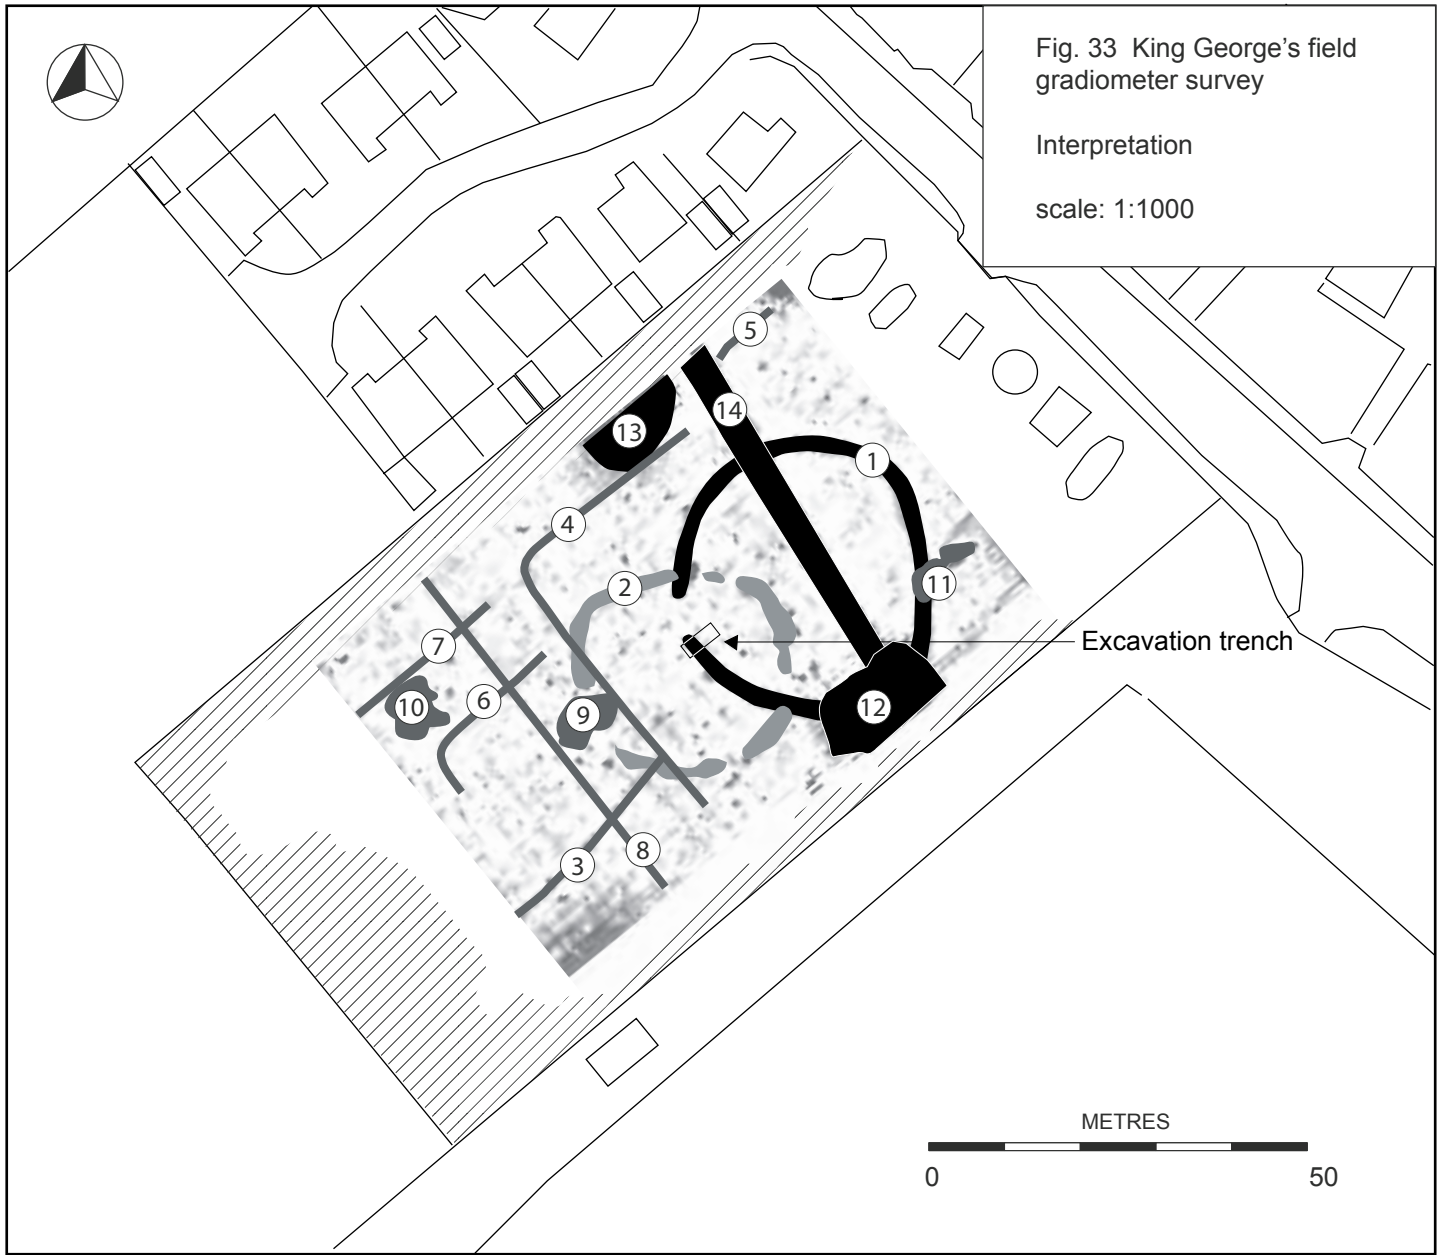 Fig. 33 King George's field
gradiometer survey
Interpretation
scale: 1:1000
5
14
13
1
4
11
2
7
Excavation trench
6
10
9
12
8
3
METRES
0 50